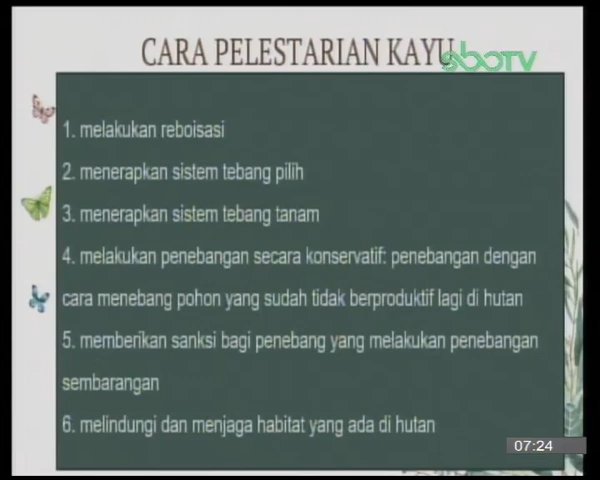 CARA PELESTARIAN KAYU
sboTV
1. melakukan reboisasi
2. menerapkan sistem tebang pilih
3. menerapkan sistem tebang tanam
4. melakukan penebangan secara konservatif: penebangan dengan
cara menebang pohon yang sudah tidak berproduktif lagi di hutan
5. memberikan sanksi bagi penebang yang melakukan penebangan
sembarangan
6. melindungi dan menjaga habitat yang ada di hutan
07:24